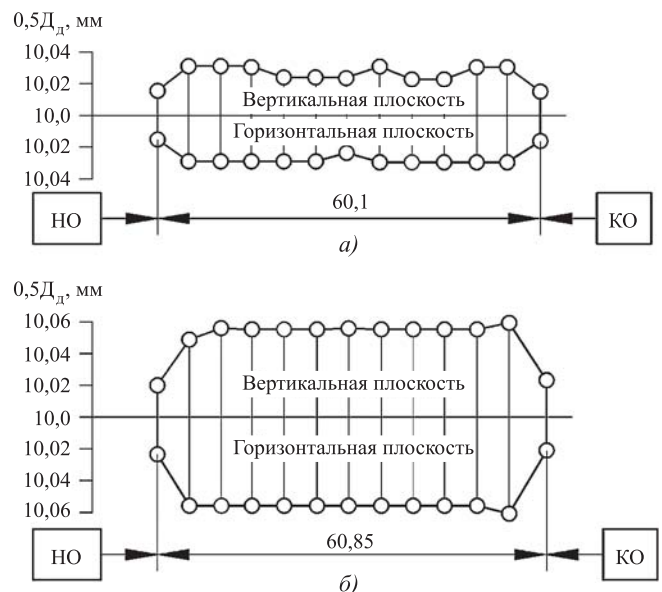 0,5Д_д, мм
10,04
10,02
10,0
10,02
10,04
Вертикальная плоскость
Горизонтальная плоскость
НО
60,1
КО
а)
0,5Д_д, мм
10,06
10,04
10,02
10,0
10,02
10,04
10,06
Вертикальная плоскость
Горизонтальная плоскость
НО
60,85
КО
б)